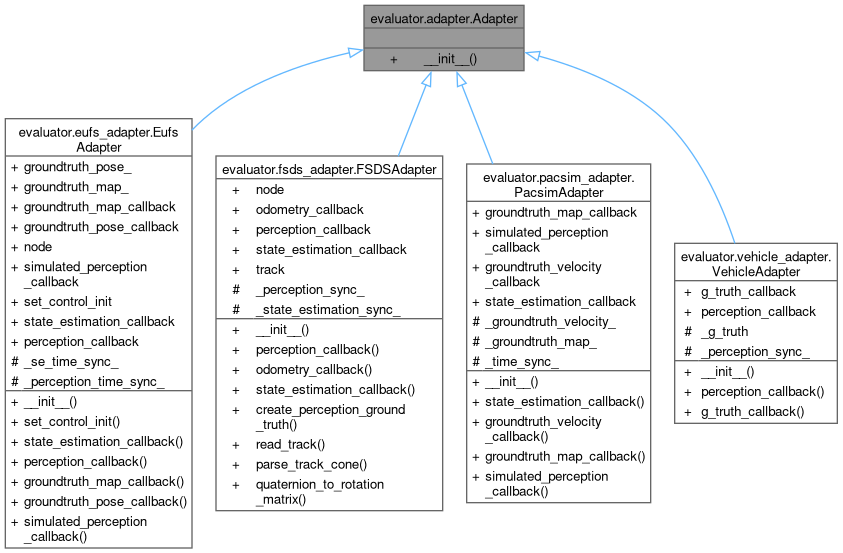 evaluator.adapter.Adapter
+ __init__()
evaluator.eufs_adapter.Eufs
Adapter
+ groundtruth_pose_
+ groundtruth_map_
+ groundtruth_map_callback
+ groundtruth_pose_callback
+ node
+ simulated_perception
_callback
+ set_control_init
+ state_estimation_callback
+ perception_callback
# _se_time_sync_
# _perception_time_sync_
+ __init__()
+ set_control_init()
+ state_estimation_callback()
+ perception_callback()
+ groundtruth_map_callback()
+ groundtruth_pose_callback()
+ simulated_perception
_callback()
evaluator.fsds_adapter.FSDSAdapter
+ node
+ odometry_callback
+ perception_callback
+ state_estimation_callback
+ track
# _perception_sync_
# _state_estimation_sync_
+ __init__()
+ perception_callback()
+ odometry_callback()
+ state_estimation_callback()
+ create_perception_ground
_truth()
+ read_track()
+ parse_track_cone()
+ quaternion_to_rotation
_matrix()
evaluator.pacsim_adapter.
PacsimAdapter
+ groundtruth_map_callback
+ simulated_perception
_callback
+ groundtruth_velocity
_callback
+ state_estimation_callback
# _groundtruth_velocity_
# _groundtruth_map_
# _time_sync_
+ __init__()
+ state_estimation_callback()
+ groundtruth_velocity
_callback()
+ groundtruth_map_callback()
+ simulated_perception
_callback()
evaluator.vehicle_adapter.
VehicleAdapter
+ g_truth_callback
+ perception_callback
# _g_truth
# _perception_sync_
+ __init__()
+ perception_callback()
+ g_truth_callback()